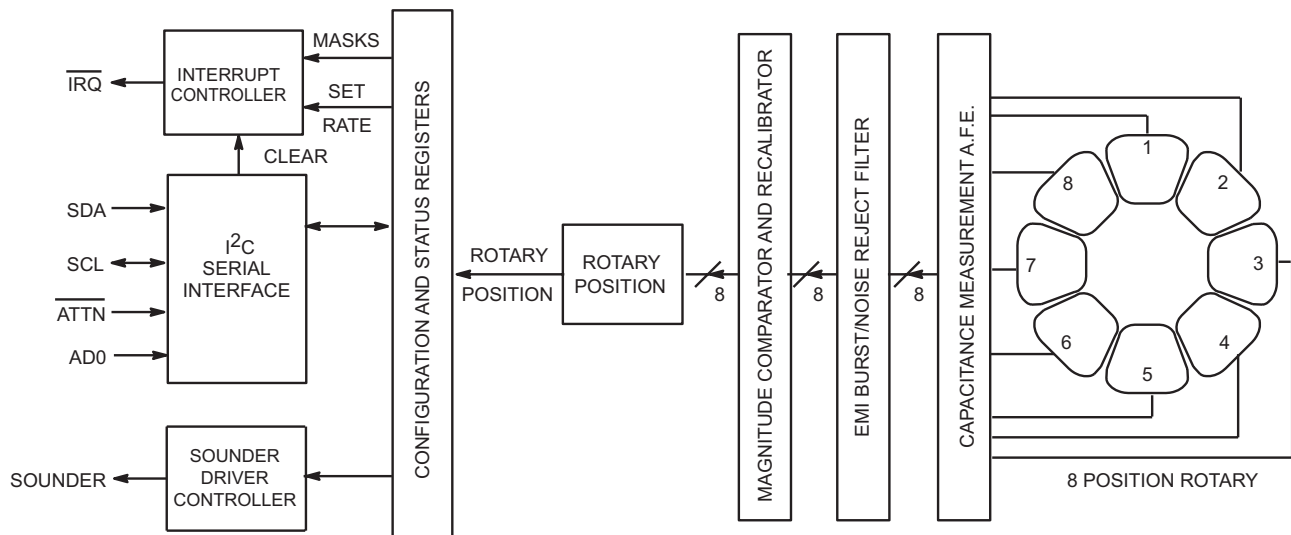 MASKS
IRQ
INTERRUPT
CONTROLLER
SET
RATE
CLEAR
SDA
SCL
ATTN
AD0
I2C
SERIAL
INTERFACE
SOUNDER
SOUNDER
DRIVER
CONTROLLER
CONFIGURATION AND STATUS REGISTERS
ROTARY
POSITION
ROTARY
POSITION
8
MAGNITUDE COMPARATOR AND RECALIBRATOR
8
EMI BURST/NOISE REJECT FILTER
8
CAPACITANCE MEASUREMENT A.F.E.
1
2
3
4
5
6
7
8
8 POSITION ROTARY